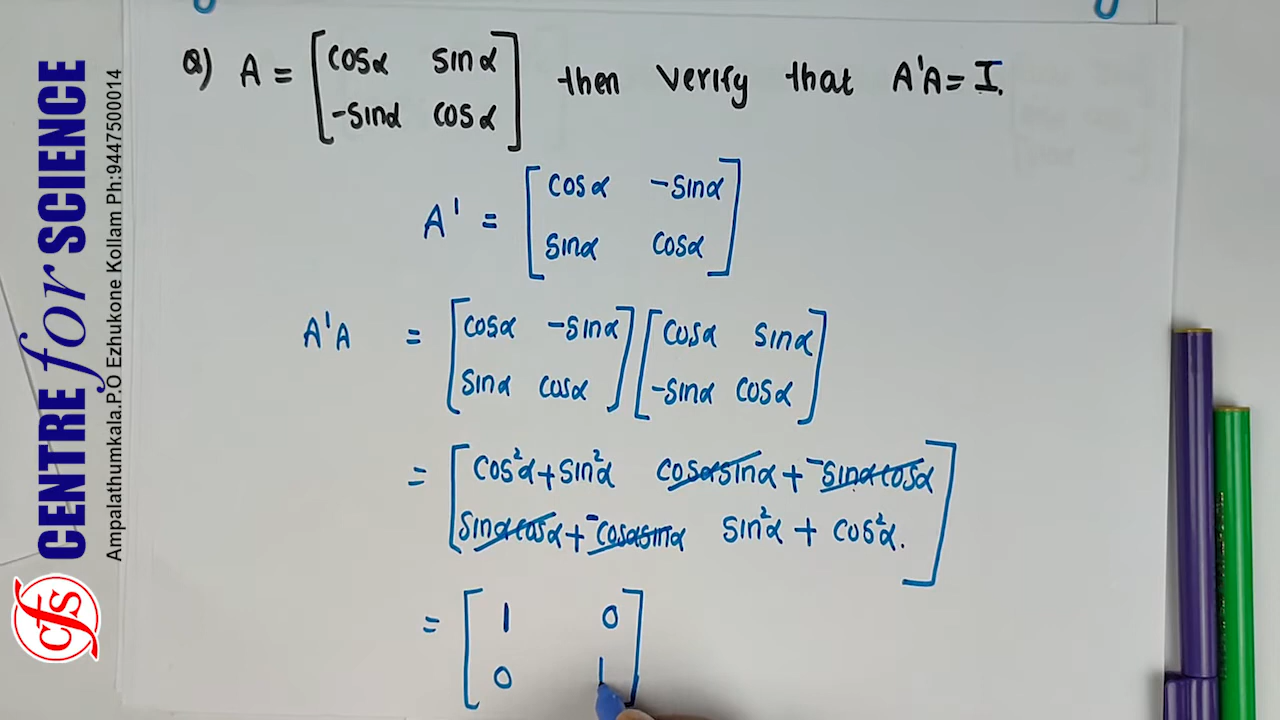 Q) A = [cosα sinα
-sinα cosα] then verify that A'A = I.
A' = [cosα -sinα
sinα cosα]
A'A = [cosα -sinα
sinα cosα] [cosα sinα
-sinα cosα]
= [cos²α + sin²α cosαsinα + -sinαcosα
sinαcosα + -cosαsinα sin²α + cos²α.]
= [1 0
0 1]
CENTRE for SCIENCE
Ampalathumkala.P.O Ezhukone Kollam Ph:9447500014
cfs